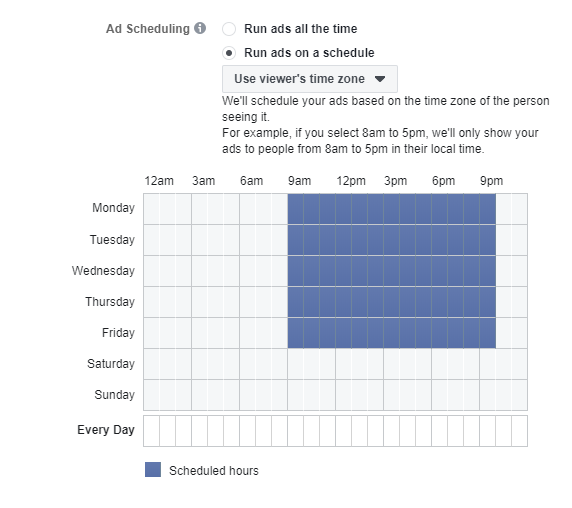 Ad Scheduling Run ads all the time
Run ads on a schedule
Use viewer's time zone
We'll schedule your ads based on the time zone of the person
seeing it.
For example, if you select 8am to 5pm, we'll only show your
ads to people from 8am to 5pm in their local time.
12am 3am 6am 9am 12pm 3pm 6pm 9pm
Monday
Tuesday
Wednesday
Thursday
Friday
Saturday
Sunday
Every Day
Scheduled hours